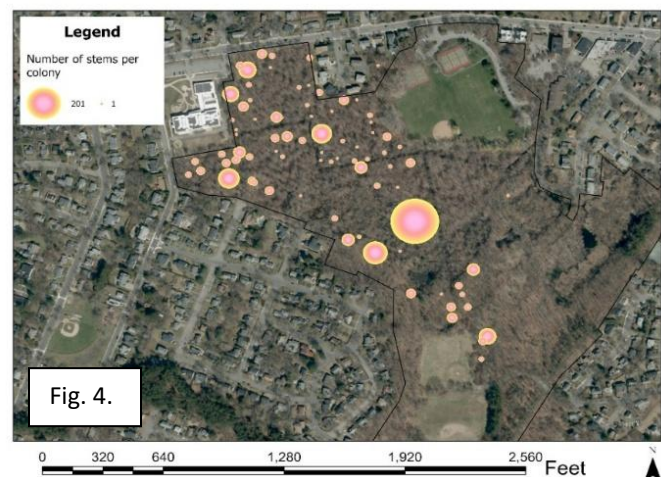 Legend
Number of stems per
colony
201 1
Fig. 4.
0 320 640 1,280 1,920 2,560 Feet
N